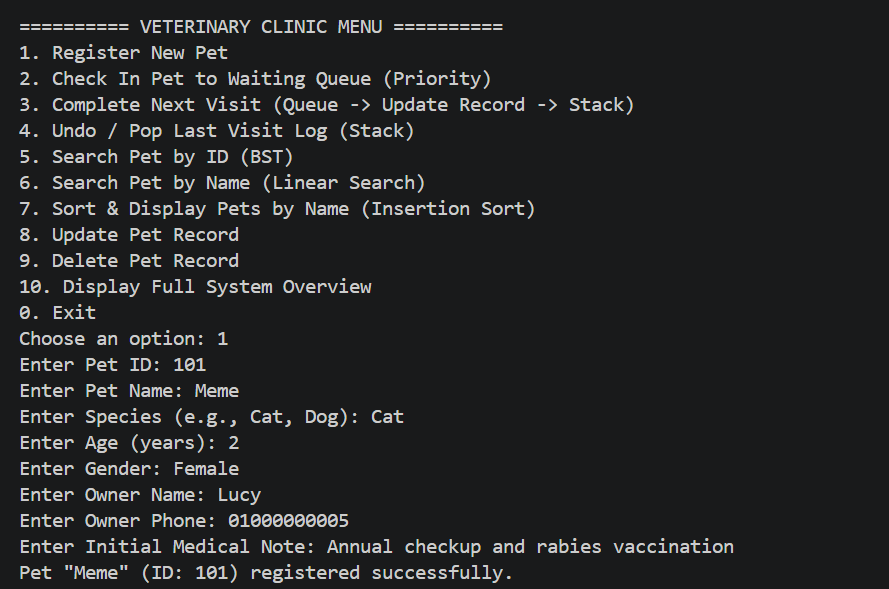 ========== VETERINARY CLINIC MENU ==========
1. Register New Pet
2. Check In Pet to Waiting Queue (Priority)
3. Complete Next Visit (Queue -> Update Record -> Stack)
4. Undo / Pop Last Visit Log (Stack)
5. Search Pet by ID (BST)
6. Search Pet by Name (Linear Search)
7. Sort & Display Pets by Name (Insertion Sort)
8. Update Pet Record
9. Delete Pet Record
10. Display Full System Overview
0. Exit
Choose an option: 1
Enter Pet ID: 101
Enter Pet Name: Meme
Enter Species (e.g., Cat, Dog): Cat
Enter Age (years): 2
Enter Gender: Female
Enter Owner Name: Lucy
Enter Owner Phone: 01000000005
Enter Initial Medical Note: Annual checkup and rabies vaccination
Pet "Meme" (ID: 101) registered successfully.